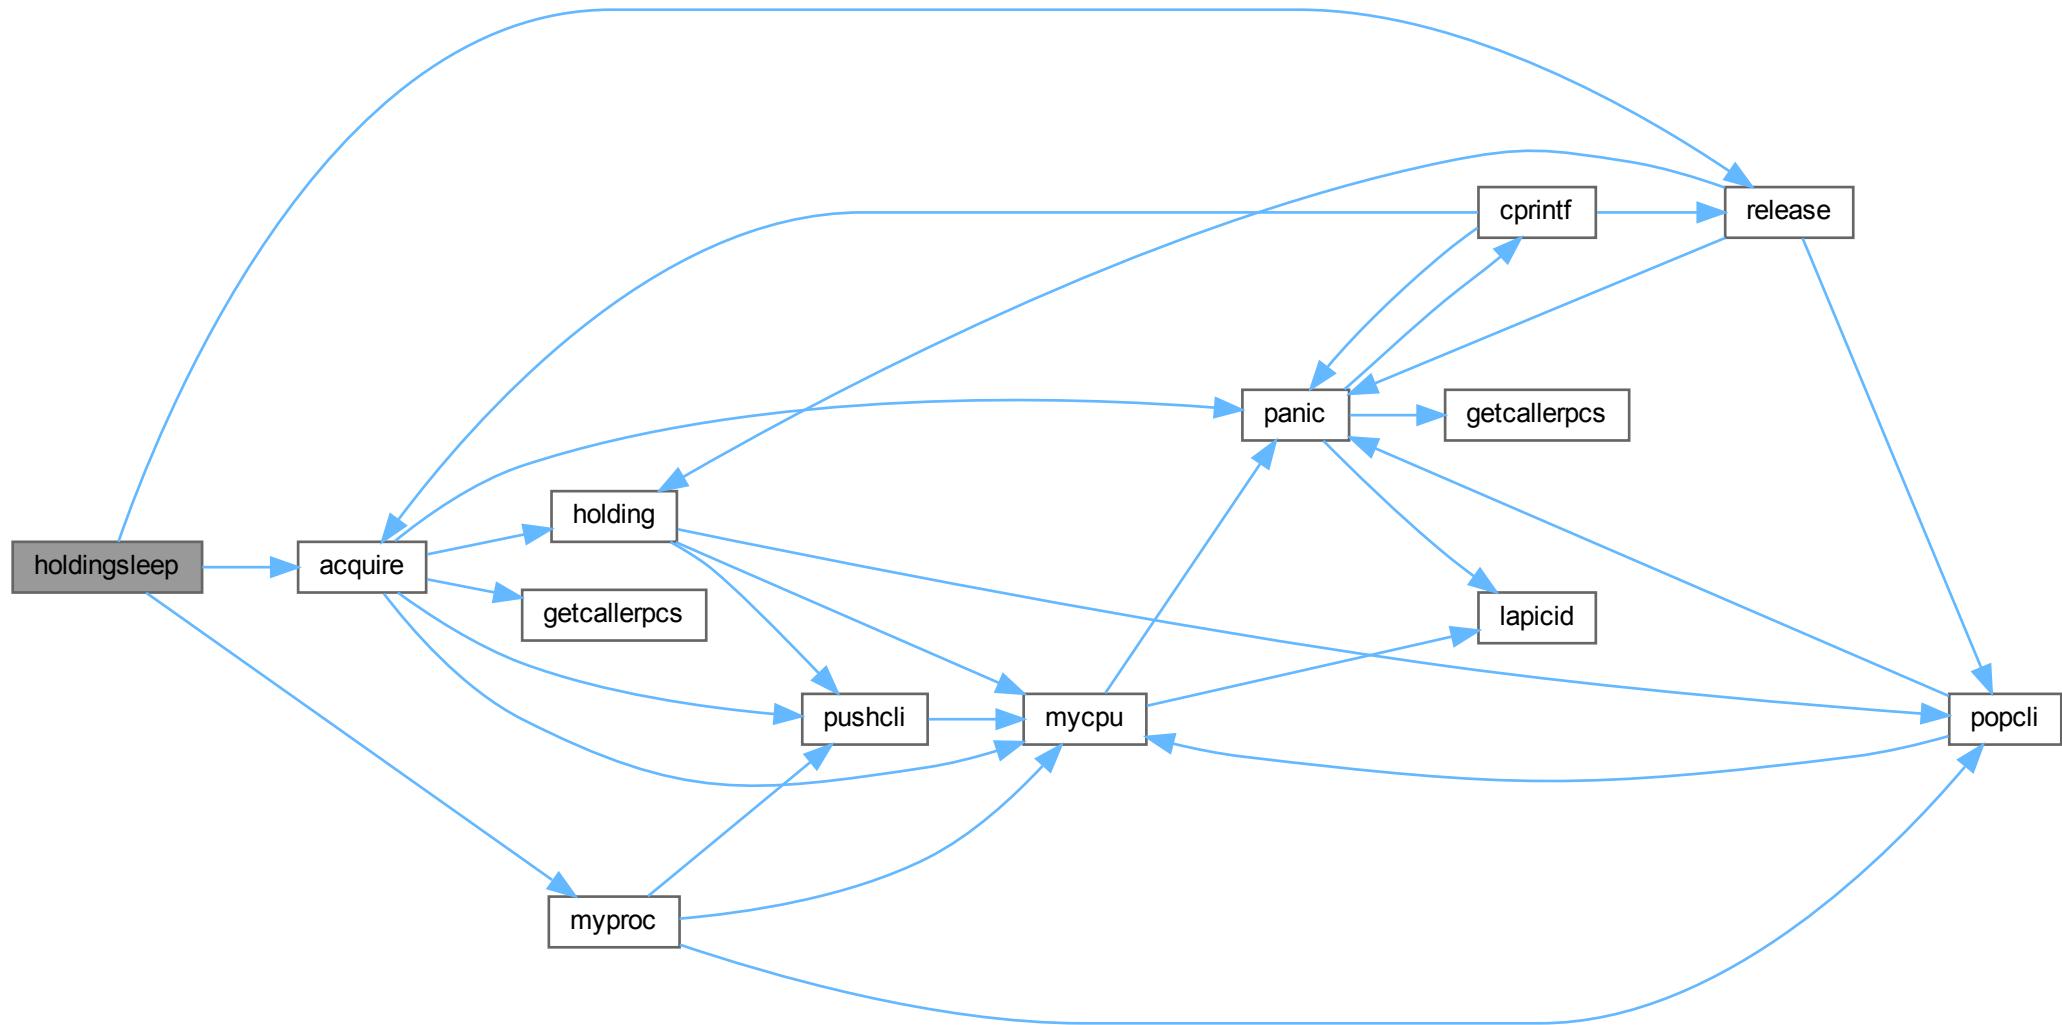 cprintf
release
panic
getcallerpcs
holding
holdingsleep
acquire
getcallerpcs
lapicid
pushcli
mycpu
popcli
myproc